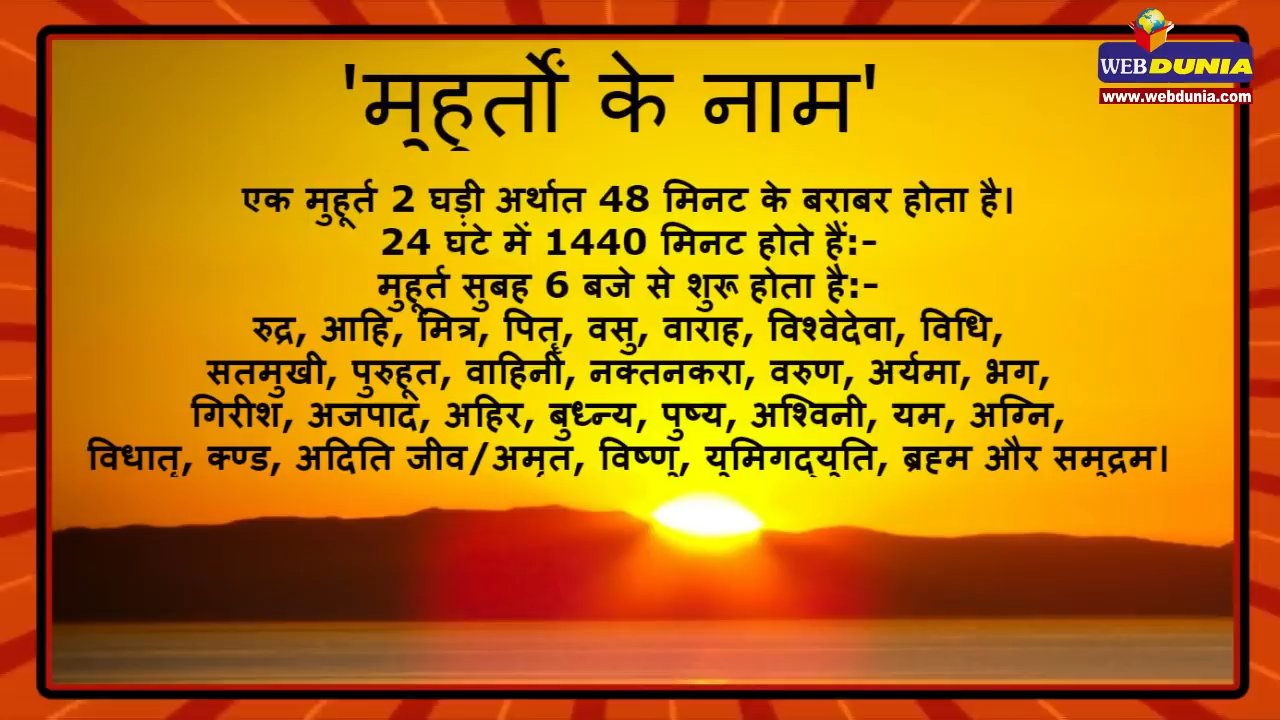 WEBDUNIA
www.webdunia.com
'मुहूर्तों के नाम'
एक मुहूर्त 2 घड़ी अर्थात 48 मिनट के बराबर होता है।
24 घंटे में 1440 मिनट होते हैं:-
मुहूर्त सुबह 6 बजे से शुरू होता है:-
रुद्र, आहि, मित्र, पितृ, वसु, वाराह, विश्वेदेवा, विधि,
सतमुखी, पुरुहूत, वाहिनी, नक्तनकरा, वरुण, अर्यमा, भग,
गिरीश, अजपाद, अहिर, बुध्न्य, पुष्य, अश्विनी, यम, अग्नि,
विधातृ, क्ण्ड, अदिति जीव/अमृत, विष्णु, युमिगद्युति, ब्रह्म और समुद्रम।